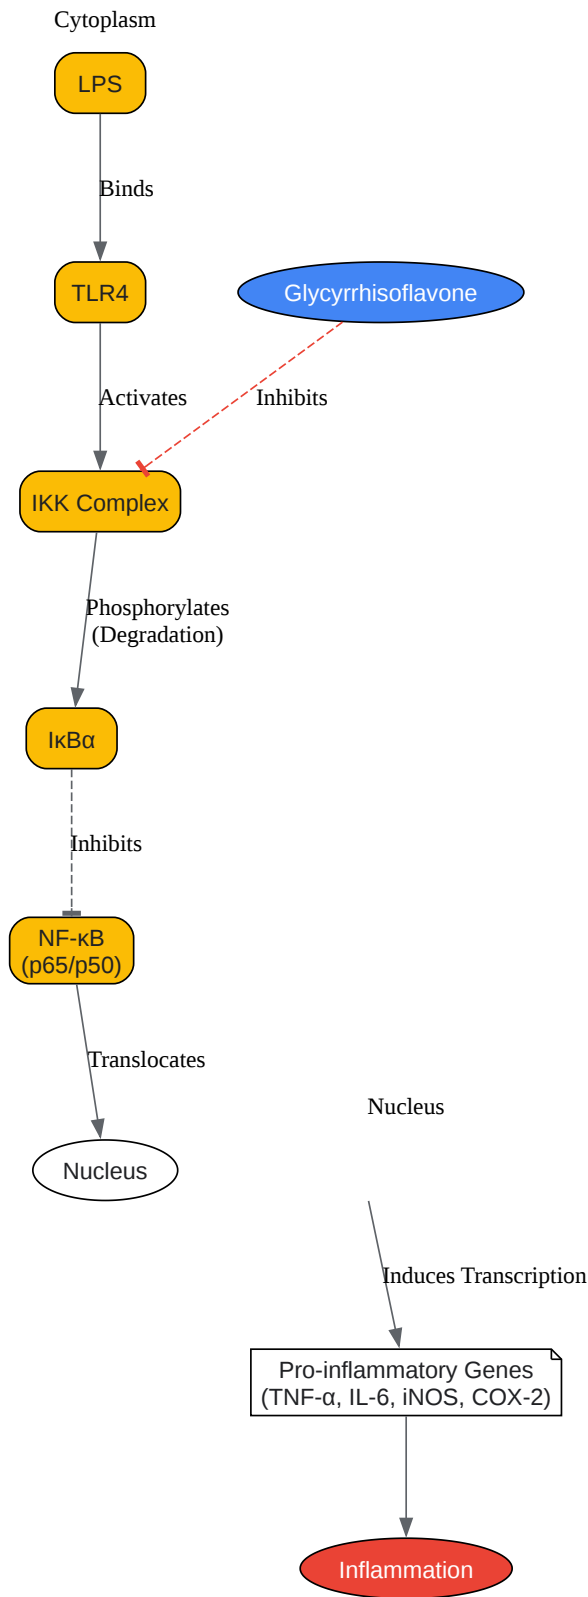 Cytoplasm
LPS
Binds
TLR4
Glycyrrhisoflavone
Activates
Inhibits
IKK Complex
Phosphorylates
(Degradation)
IκBα
Inhibits
NF-κB
(p65/p50)
Translocates
Nucleus
Nucleus
Induces Transcription
Pro-inflammatory Genes
(TNF-α, IL-6, iNOS, COX-2)
Inflammation